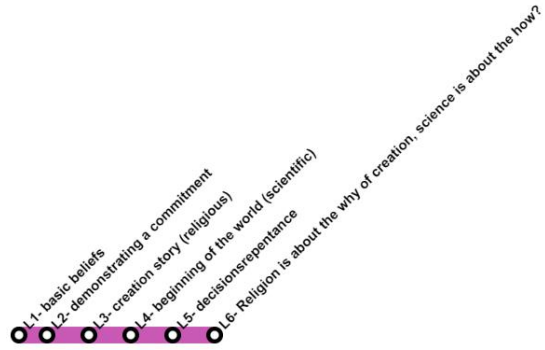 L1- basic beliefs
L2- demonstrating a commitment
L3- creation story (religious)
L4- beginning of the world (scientific)
L5- decisionsrepentance
L6- Religion is about the why of creation, science is about the how?